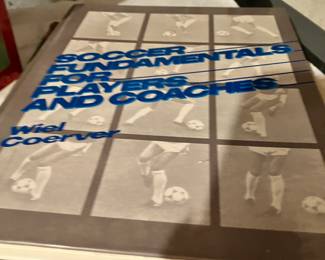 SOCCER
FUNDAMENTALS
FOR
PLAYERS
AND COACHES
Wiel
Coerver